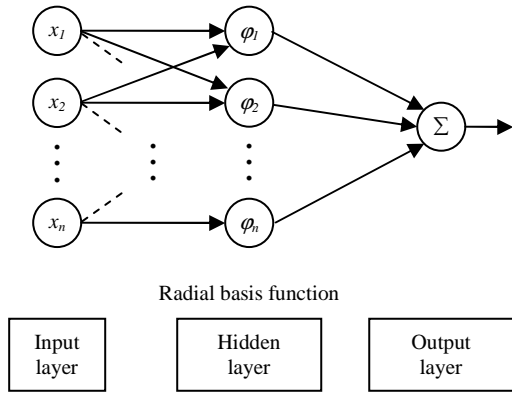 x1 φ1
x2 φ2 Σ
xn φn
Radial basis function
Input layer
Hidden layer
Output layer